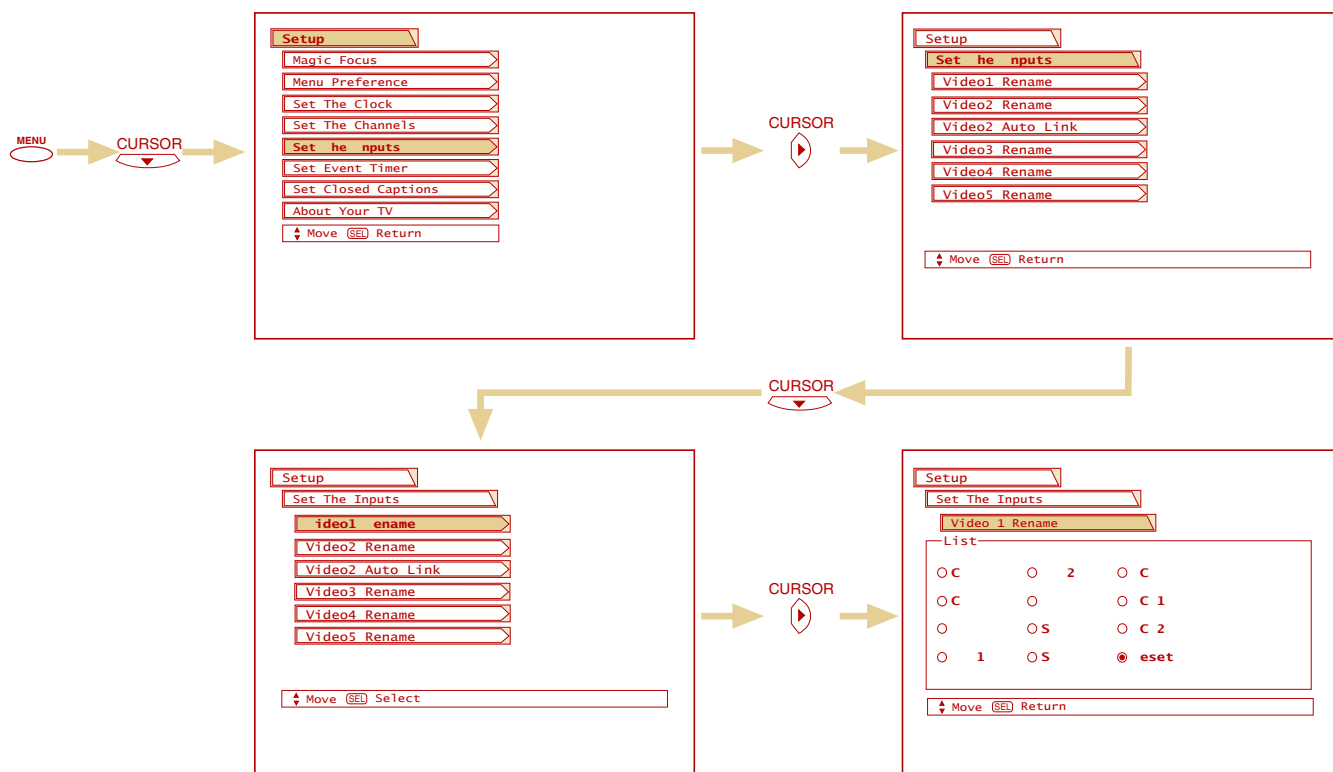 MENU
CURSOR
Setup
Magic Focus
Menu Preference
Set The Clock
Set The Channels
Set he nputs
Set Event Timer
Set Closed Captions
About Your TV
Move SEL Return
CURSOR
Setup
Set he nputs
Video1 Rename
Video2 Rename
Video2 Auto Link
Video3 Rename
Video4 Rename
Video5 Rename
Move SEL Return
CURSOR
Setup
Set The Inputs
ideo1 ename
Video2 Rename
Video2 Auto Link
Video3 Rename
Video4 Rename
Video5 Rename
Move SEL Select
CURSOR
Setup
Set The Inputs
Video 1 Rename
List
C 2 C
C C 1
S C 2
1 S eset
Move SEL Return